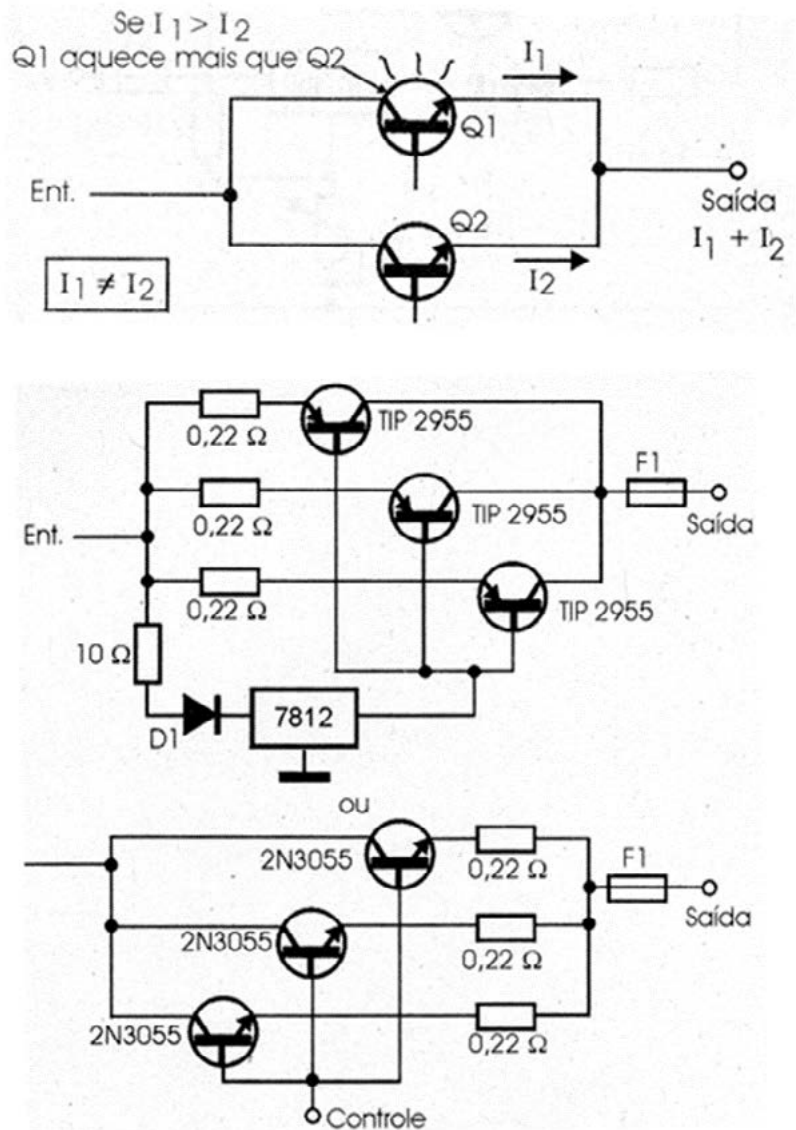 Se I1 > I2
Q1 aquece mais que Q2
I1
Q1
Ent.
Q2
Saída
I1 + I2
I2
I1 ≠ I2
TIP 2955
0,22 Ω
F1
TIP 2955
Saída
0,22 Ω
Ent.
TIP 2955
0,22 Ω
10 Ω
7812
D1
ou
2N3055
0,22 Ω
F1
Saída
2N3055
0,22 Ω
2N3055
0,22 Ω
Controle